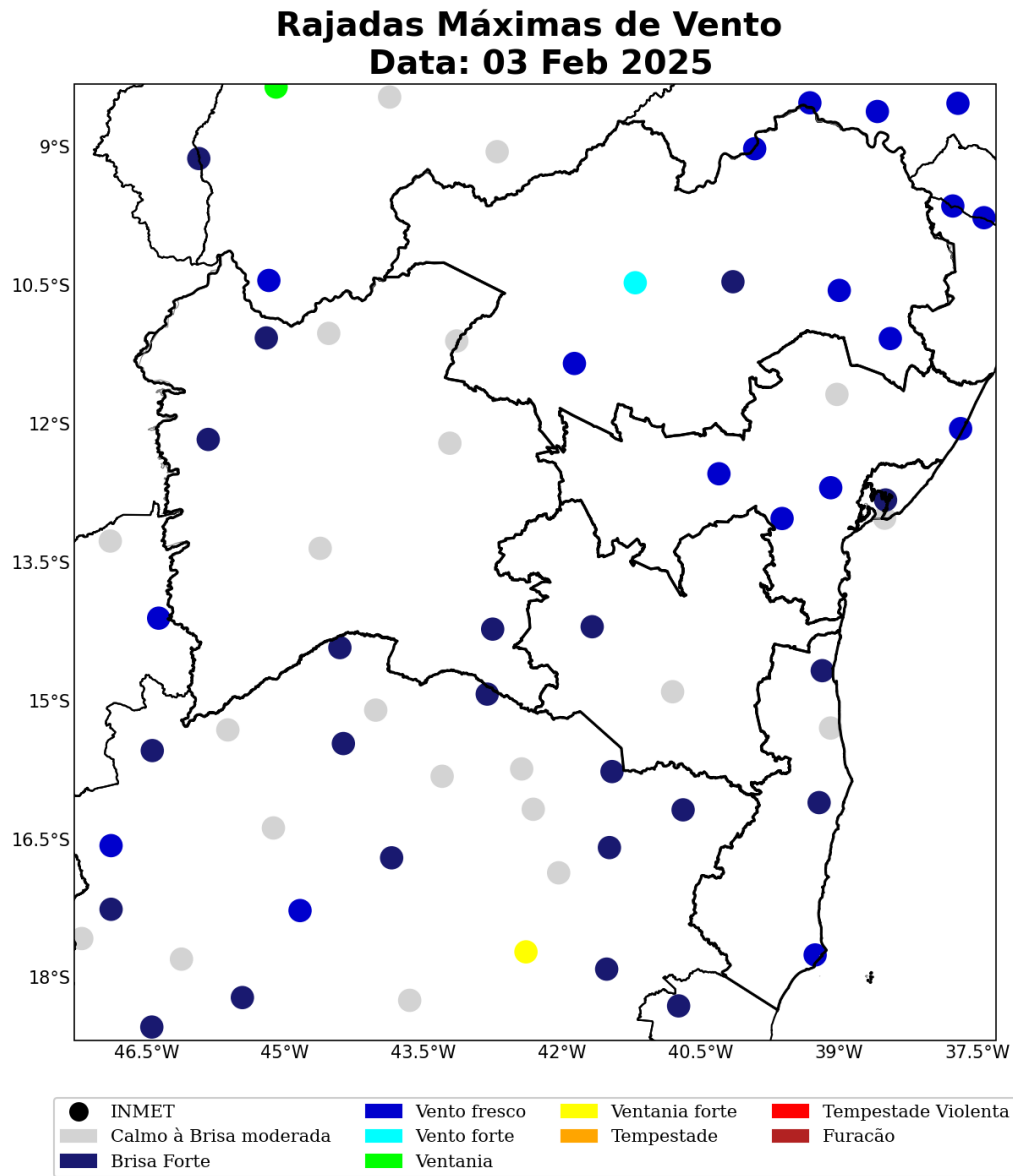 Rajadas Máximas de Vento
Data: 03 Feb 2025
9°S
10.5°S
12°S
13.5°S
15°S
16.5°S
18°S
46.5°W 45°W 43.5°W 42°W 40.5°W 39°W 37.5°W
INMET Vento fresco Ventania forte Tempestade Violenta
Calmo à Brisa moderada Vento forte Tempestade Furacão
Brisa Forte Ventania